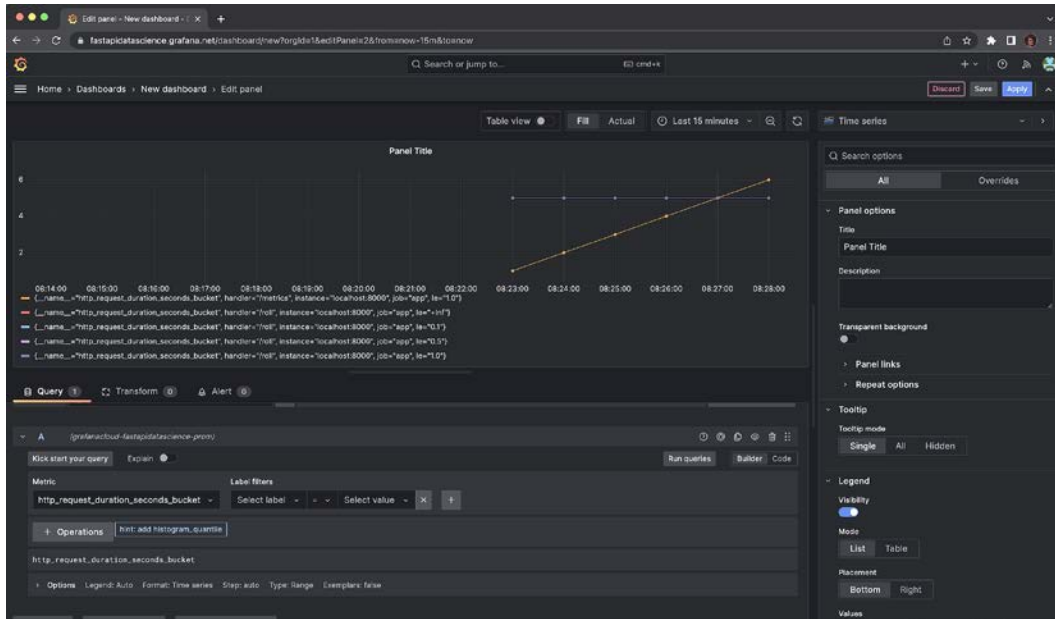 Edit panel - New dashboard - 
fastapidatascience.grafana.net/dashboard/new?orgId=1&editPanel=2&from=now-15m&to=now
Search or jump to... cmd+k
Home > Dashboards > New dashboard > Edit panel Discard Save Apply
Table view Fill Actual Last 15 minutes
Time series
Panel Title
6
4
2
08:14:00 08:15:00 08:16:00 08:17:00 08:18:00 08:19:00 08:20:00 08:21:00 08:22:00 08:23:00 08:24:00 08:25:00 08:26:00 08:27:00 08:28:00
{__name__="http_request_duration_seconds_bucket", handler="/metrics", instance="localhost:8000", job="app", le="1.0"}
{__name__="http_request_duration_seconds_bucket", handler="/roll", instance="localhost:8000", job="app", le="+Inf"}
{__name__="http_request_duration_seconds_bucket", handler="/roll", instance="localhost:8000", job="app", le="0.1"}
{__name__="http_request_duration_seconds_bucket", handler="/roll", instance="localhost:8000", job="app", le="0.5"}
{__name__="http_request_duration_seconds_bucket", handler="/roll", instance="localhost:8000", job="app", le="1.0"}
Query 1 Transform 0 Alert 0
A (grafanacloud-fastapidatascience-prom)
Kick start your query Explain Run queries Builder Code
Metric Label filters
http_request_duration_seconds_bucket Select label = Select value
+ Operations hint: add histogram_quantile
http_request_duration_seconds_bucket
> Options Legend: Auto Format: Time series Step: auto Type: Range Exemplars: false
Search options
All Overrides
Panel options
Title
Panel Title
Description
Transparent background
> Panel links
> Repeat options
Tooltip
Tooltip mode
Single All Hidden
Legend
Visibility
Mode
List Table
Placement
Bottom Right
Values